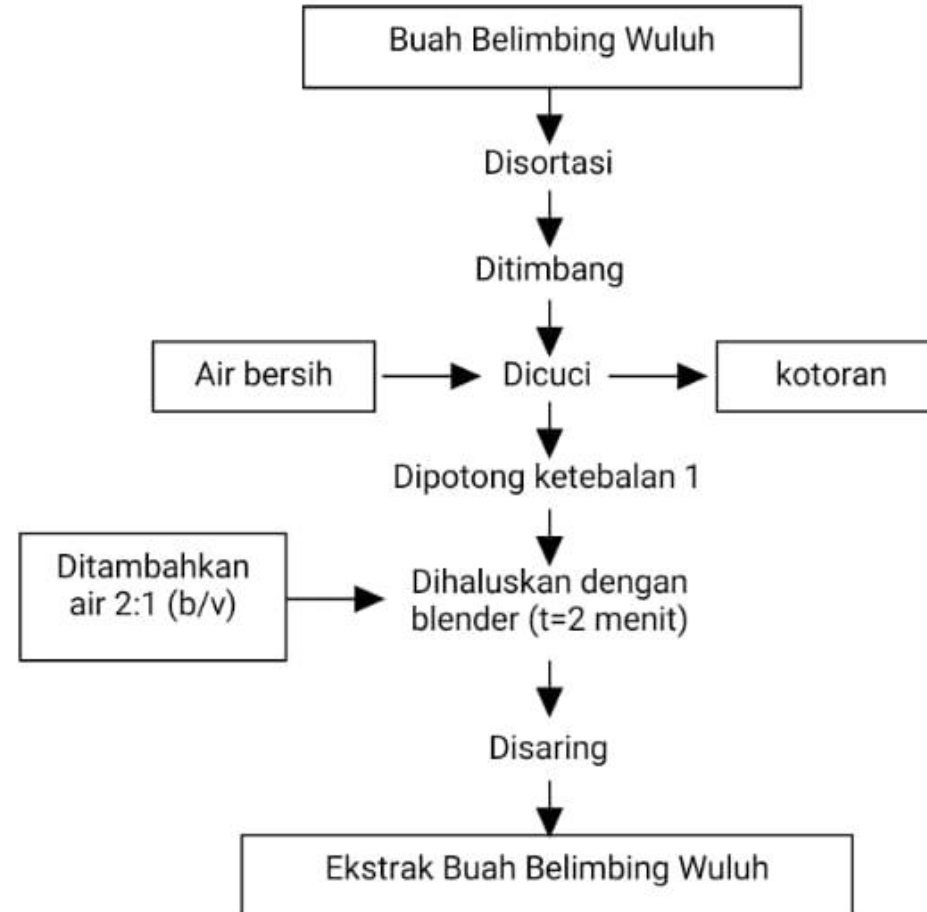 Buah Belimbing Wuluh
Disortasi
Ditimbang
Air bersih
Dicuci
kotoran
Dipotong ketebalan 1
Ditambahkan
air 2:1 (b/v)
Dihaluskan dengan
blender (t=2 menit)
Disaring
Ekstrak Buah Belimbing Wuluh